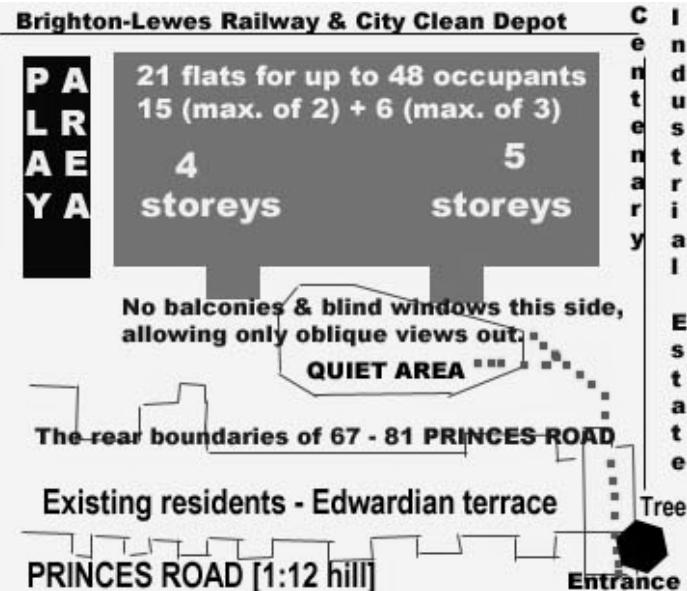 Brighton-Lewes Railway & City Clean Depot
Centenary
Industrial Estate
PLAY
AREA
21 flats for up to 48 occupants
15 (max. of 2) + 6 (max. of 3)
4
storeys
5
storeys
No balconies & blind windows this side,
allowing only oblique views out.
QUIET AREA
The rear boundaries of 67 - 81 PRINCES ROAD
Existing residents - Edwardian terrace
Tree
PRINCES ROAD [1:12 hill]
Entrance